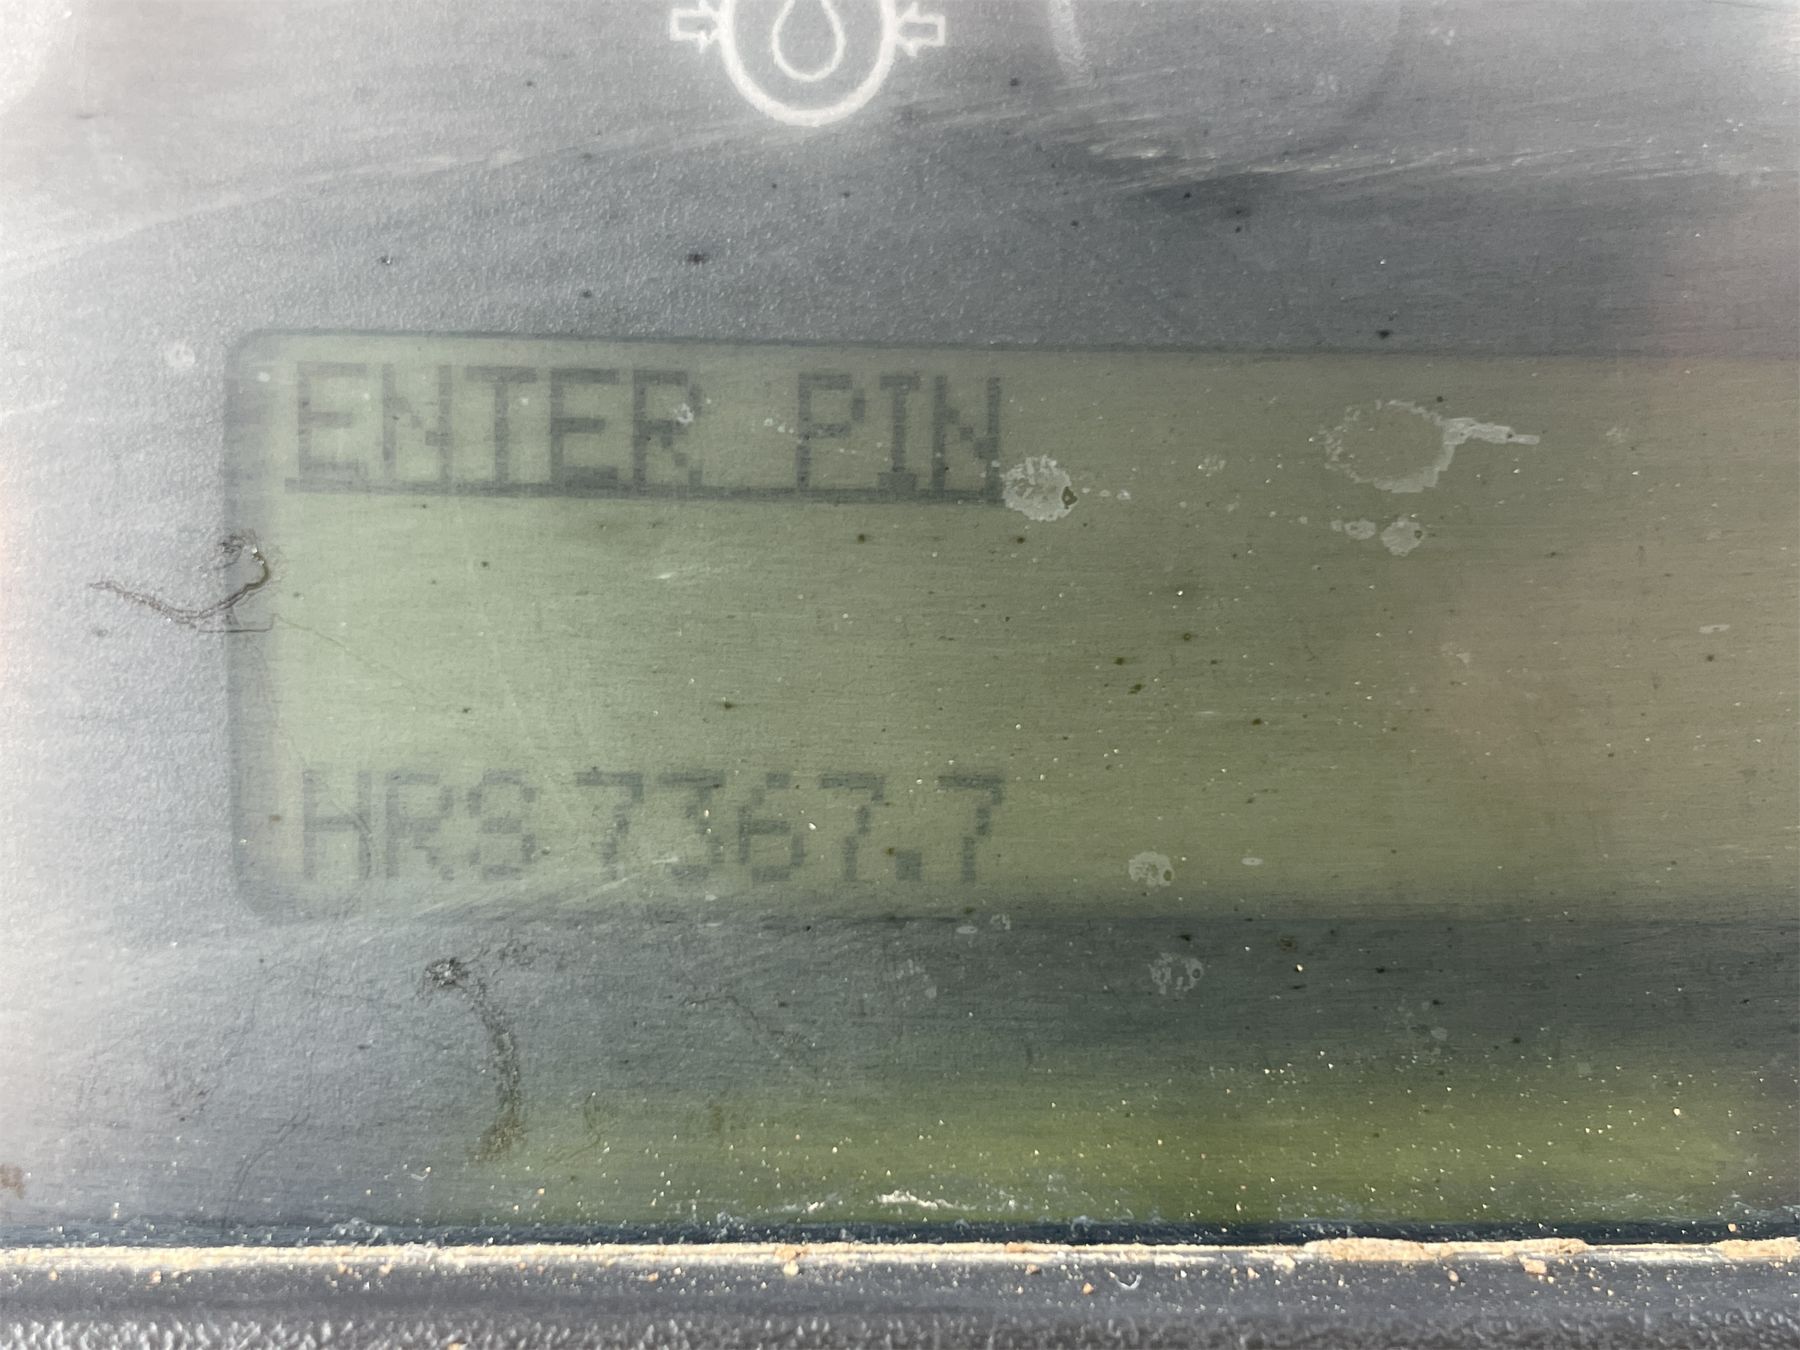 ENTER PIN
HRS 7367.7